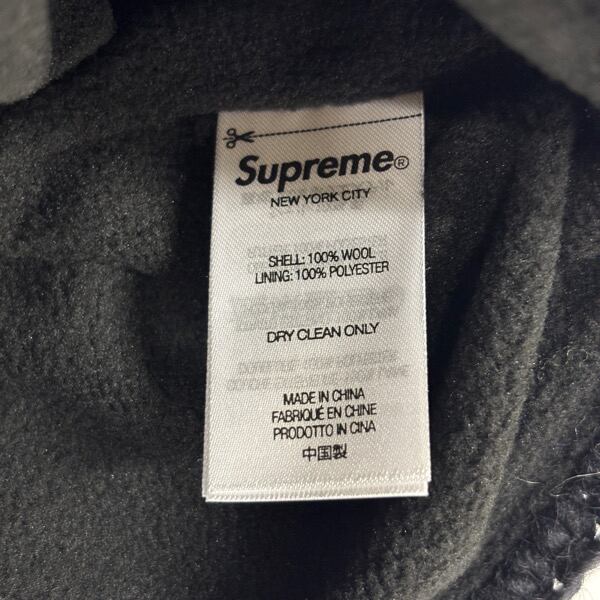 Supreme®
NEW YORK CITY
SHELL: 100% WOOL
LINING: 100% POLYESTER
DRY CLEAN ONLY
MADE IN CHINA
FABRIQUÉ EN CHINE
PRODOTTO IN CINA
中国製